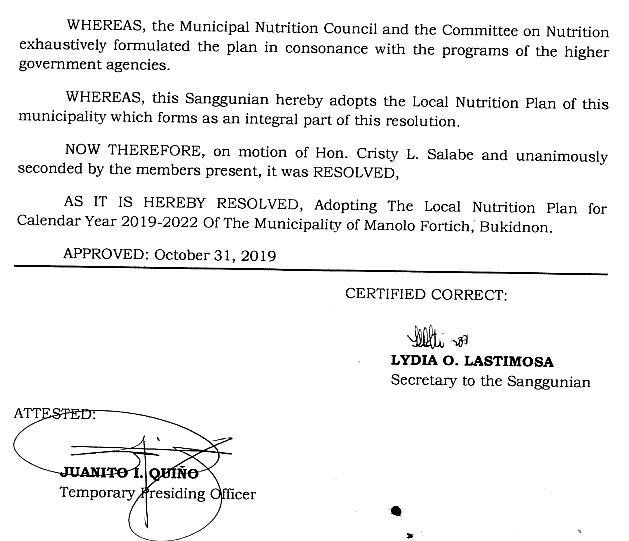 WHEREAS, the Municipal Nutrition Council and the Committee on Nutrition
exhaustively formulated the plan in consonance with the programs of the higher
government agencies.
WHEREAS, this Sanggunian hereby adopts the Local Nutrition Plan of this
municipality which forms as an integral part of this resolution.
NOW THEREFORE, on motion of Hon. Cristy L. Salabe and unanimously
seconded by the members present, it was RESOLVED,
AS IT IS HEREBY RESOLVED, Adopting The Local Nutrition Plan for
Calendar Year 2019-2022 Of The Municipality of Manolo Fortich, Bukidnon.
APPROVED: October 31, 2019
CERTIFIED CORRECT:
LYDIA O. LASTIMOSA
Secretary to the Sanggunian
ATTESTED:
JUANITO I. QUIÑO
Temporary Presiding Officer